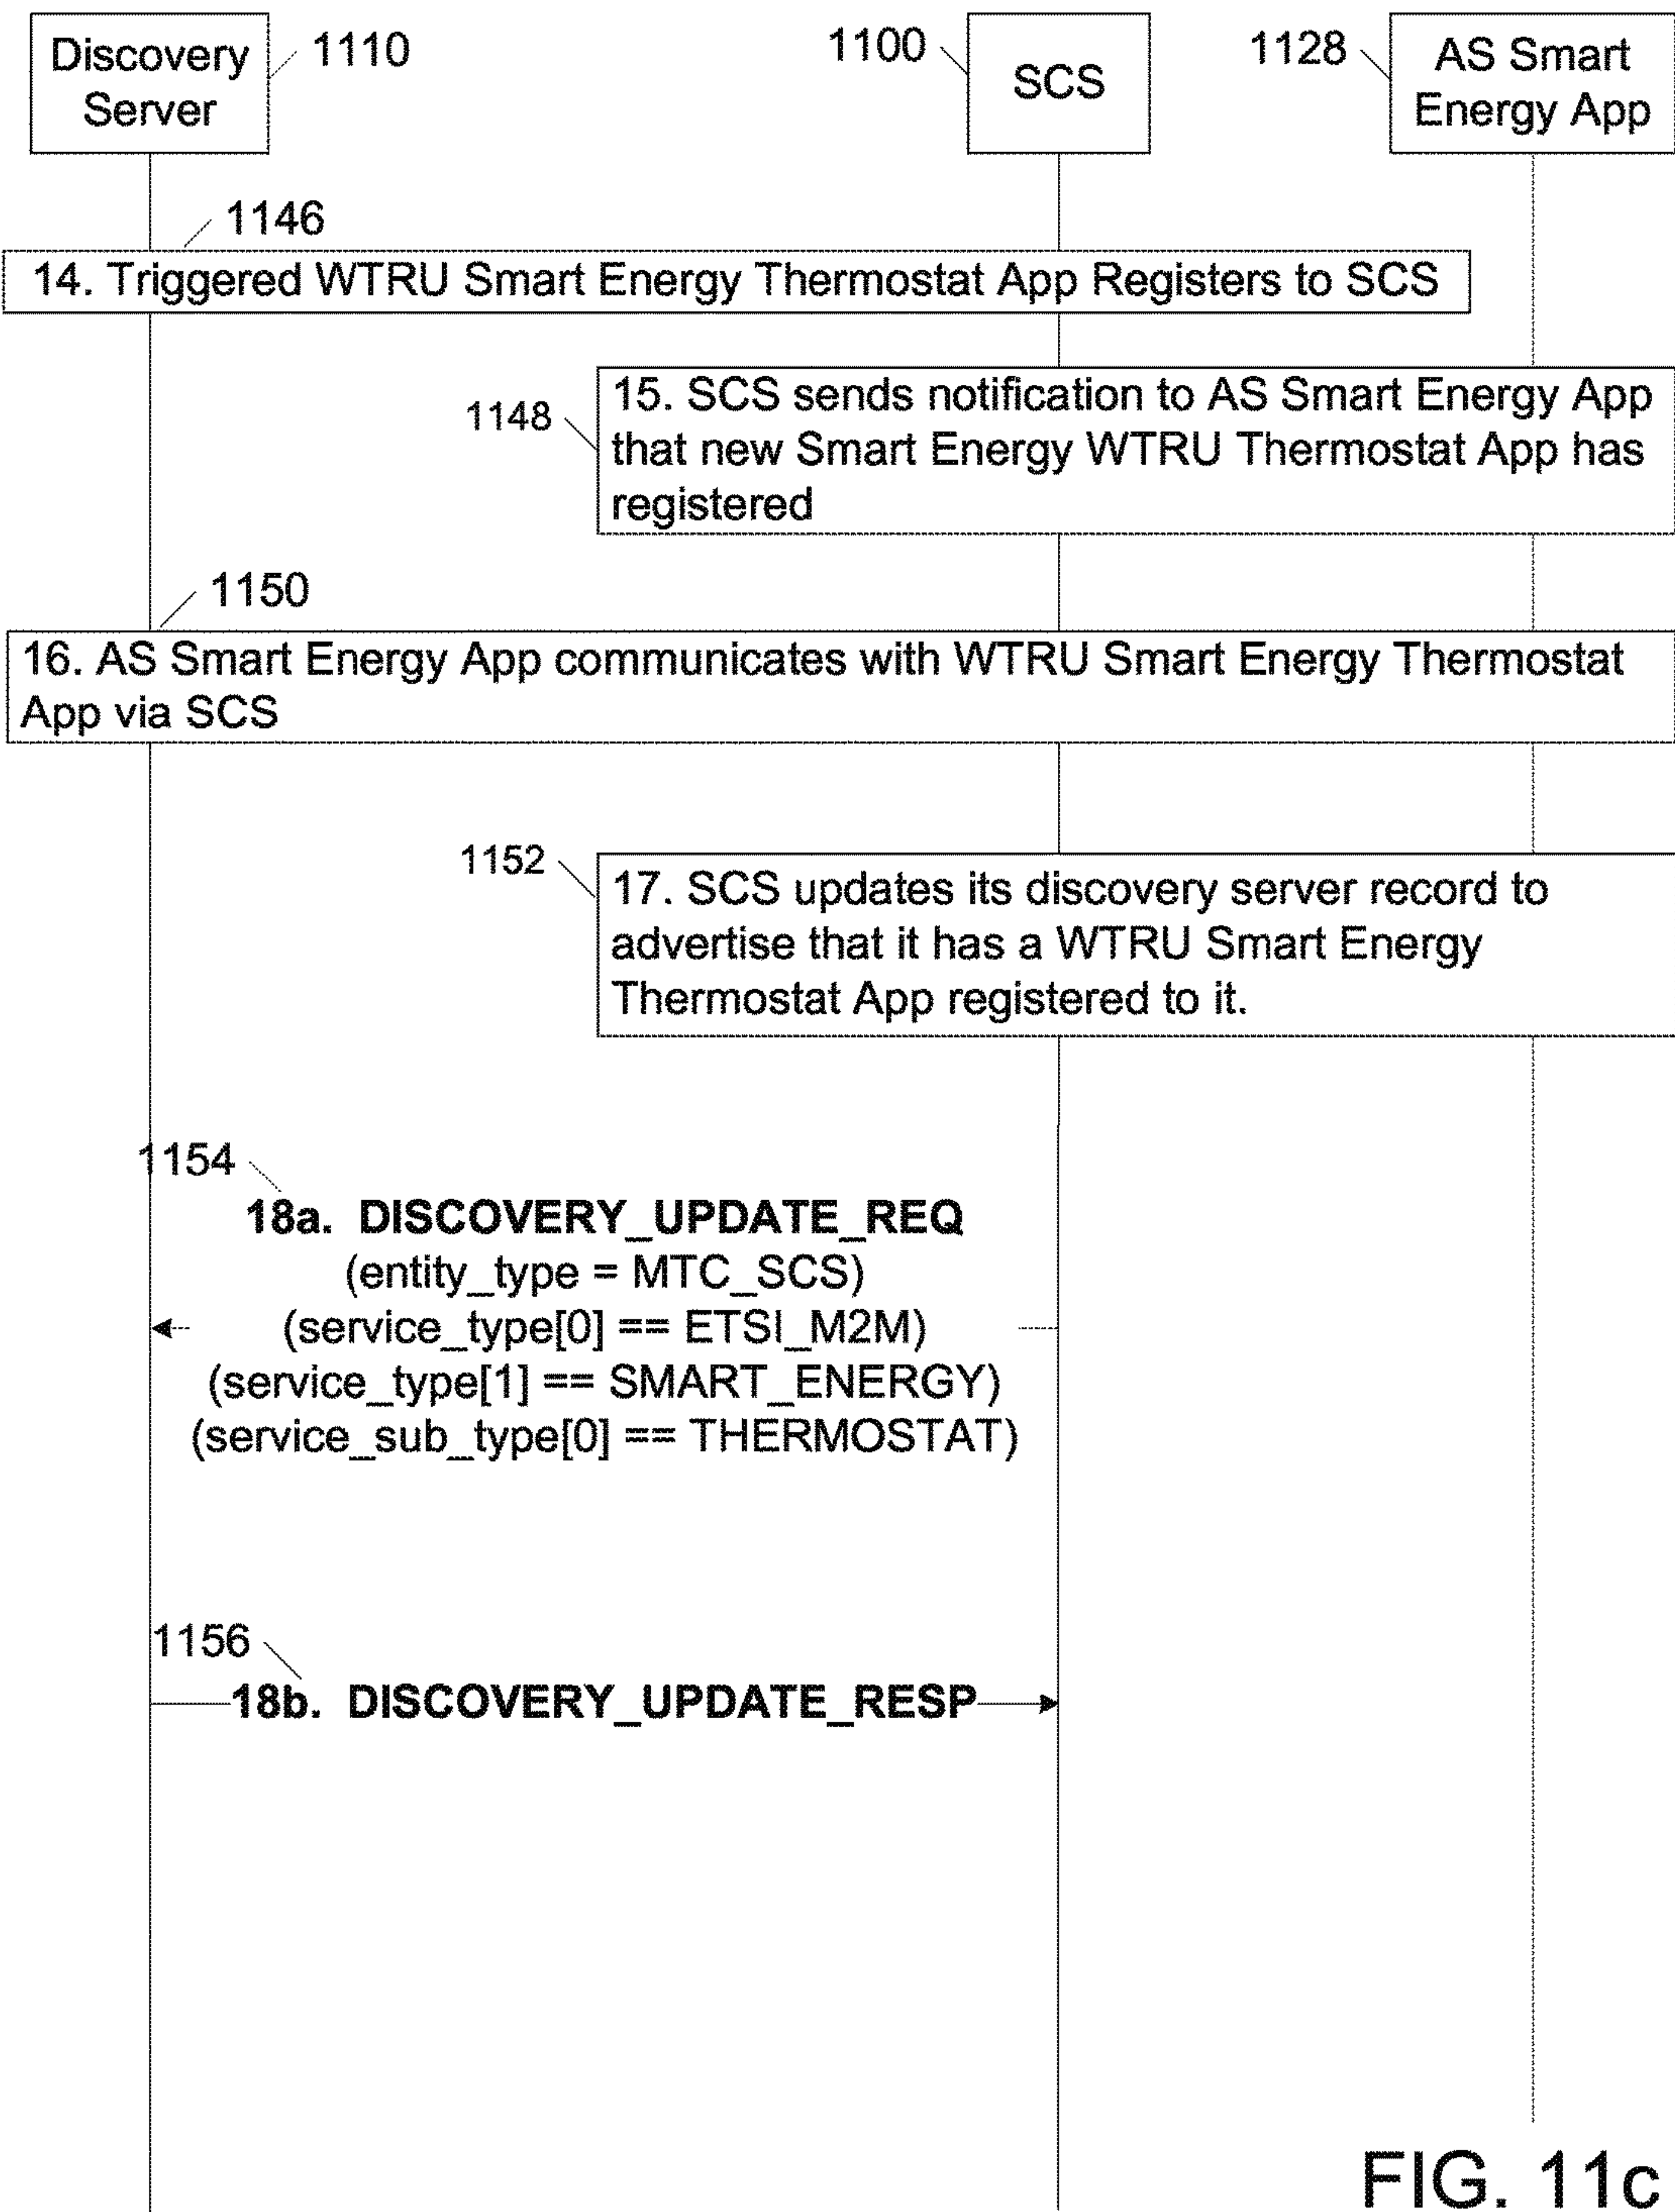 Discovery
Server
1110
1100
SCS
1128
AS Smart
Energy App
1146
14. Triggered WTRU Smart Energy Thermostat App Registers to SCS
1148
15. SCS sends notification to AS Smart Energy App
that new Smart Energy WTRU Thermostat App has
registered
1150
16. AS Smart Energy App communicates with WTRU Smart Energy Thermostat
App via SCS
1152
17. SCS updates its discovery server record to
advertise that it has a WTRU Smart Energy
Thermostat App registered to it.
1154
18a. DISCOVERY_UPDATE_REQ
(entity_type = MTC_SCS)
(service_type[0] == ETSI_M2M)
(service_type[1] == SMART_ENERGY)
(service_sub_type[0] == THERMOSTAT)
1156
18b. DISCOVERY_UPDATE_RESP
FIG. 11c